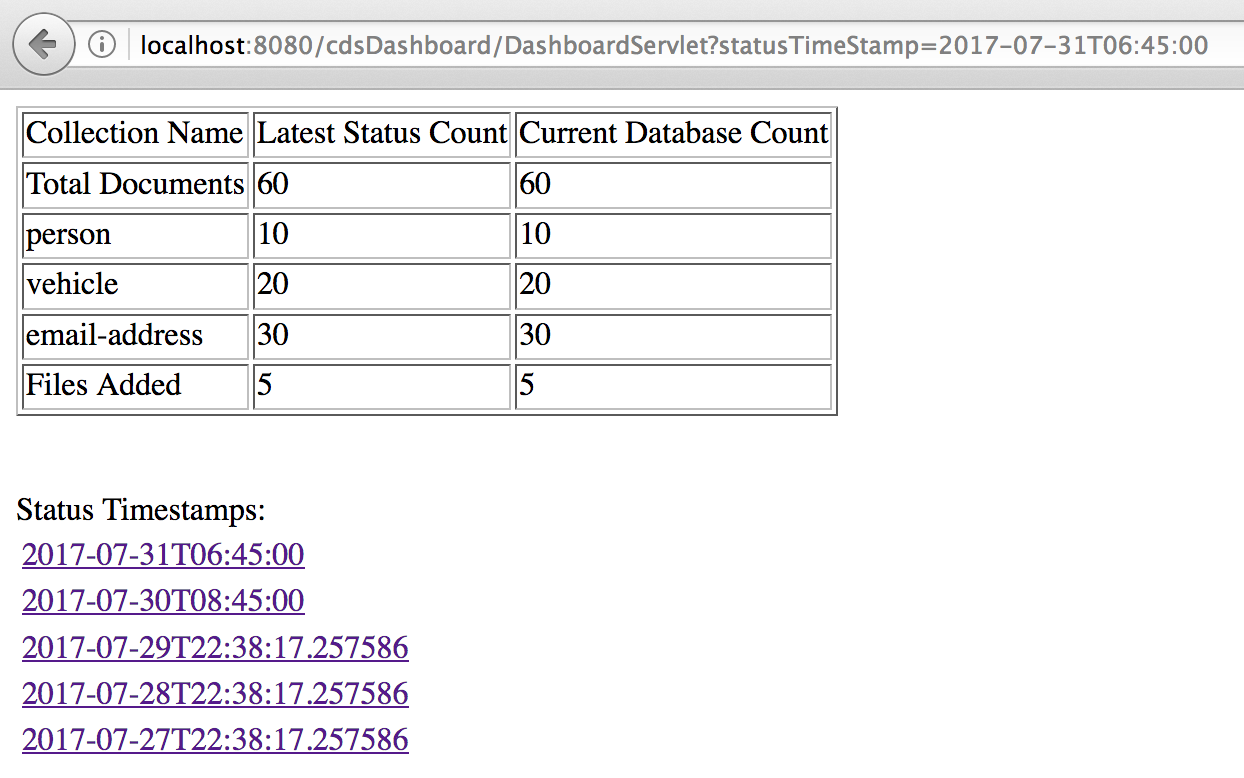 localhost:8080/cdsDashboard/DashboardServlet?statusTimeStamp=2017-07-31T06:45:00
Collection Name Latest Status Count Current Database Count
Total Documents 60 60
person 10 10
vehicle 20 20
email-address 30 30
Files Added 5 5
Status Timestamps:
2017-07-31T06:45:00
2017-07-30T08:45:00
2017-07-29T22:38:17.257586
2017-07-28T22:38:17.257586
2017-07-27T22:38:17.257586